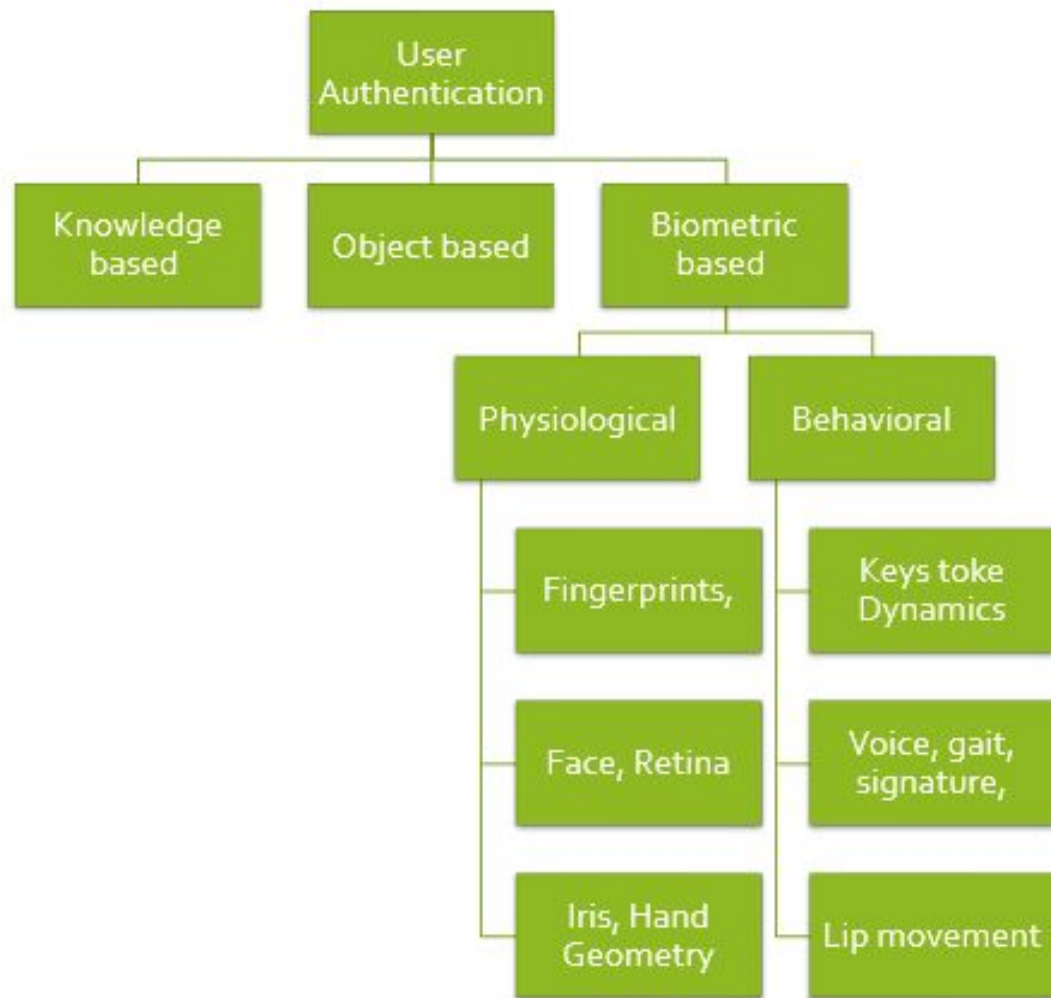 User
Authentication
Knowledge
based
Object based
Biometric
based
Physiological
Behavioral
Fingerprints,
Keys toke
Dynamics
Face, Retina
Voice, gait,
signature,
Iris, Hand
Geometry
Lip movement